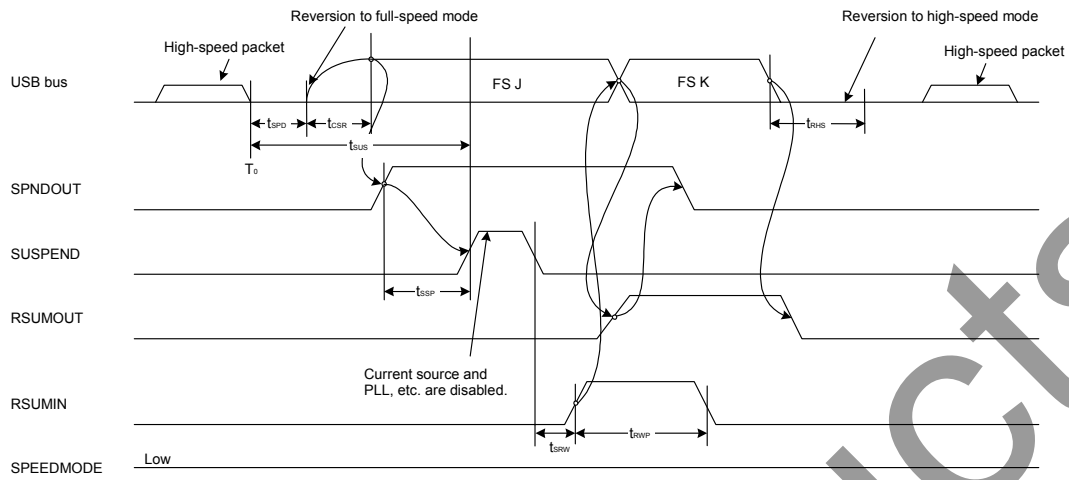 Reversion to full-speed mode
Reversion to high-speed mode
High-speed packet
High-speed packet
USB bus
FS J
FS K
tSPD
tCSR
tRHS
tSUS
T0
SPNDOUT
SUSPEND
tSSP
RSUMOUT
Current source and
PLL, etc. are disabled.
RSUMIN
tSRW
tRWP
Low
SPEEDMODE